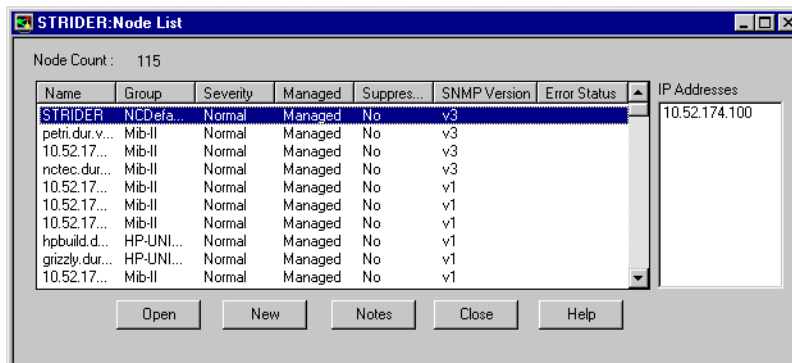 STRIDER:Node List
Node Count : 115
Name Group Severity Managed Suppres... SNMP Version Error Status IP Addresses
STRIDER NCDefa... Normal Managed No v3 10.52.174.100
petri.dur.v... Mib-II Normal Managed No v3
10.52.17... Mib-II Normal Managed No v3
nctec.dur... Mib-II Normal Managed No v3
10.52.17... Mib-II Normal Managed No v1
10.52.17... Mib-II Normal Managed No v1
10.52.17... Mib-II Normal Managed No v1
hpbuild.d... HP-UNI... Normal Managed No v1
grizzly.dur... HP-UNI... Normal Managed No v1
10.52.17... Mib-II Normal Managed No v1
Open New Notes Close Help